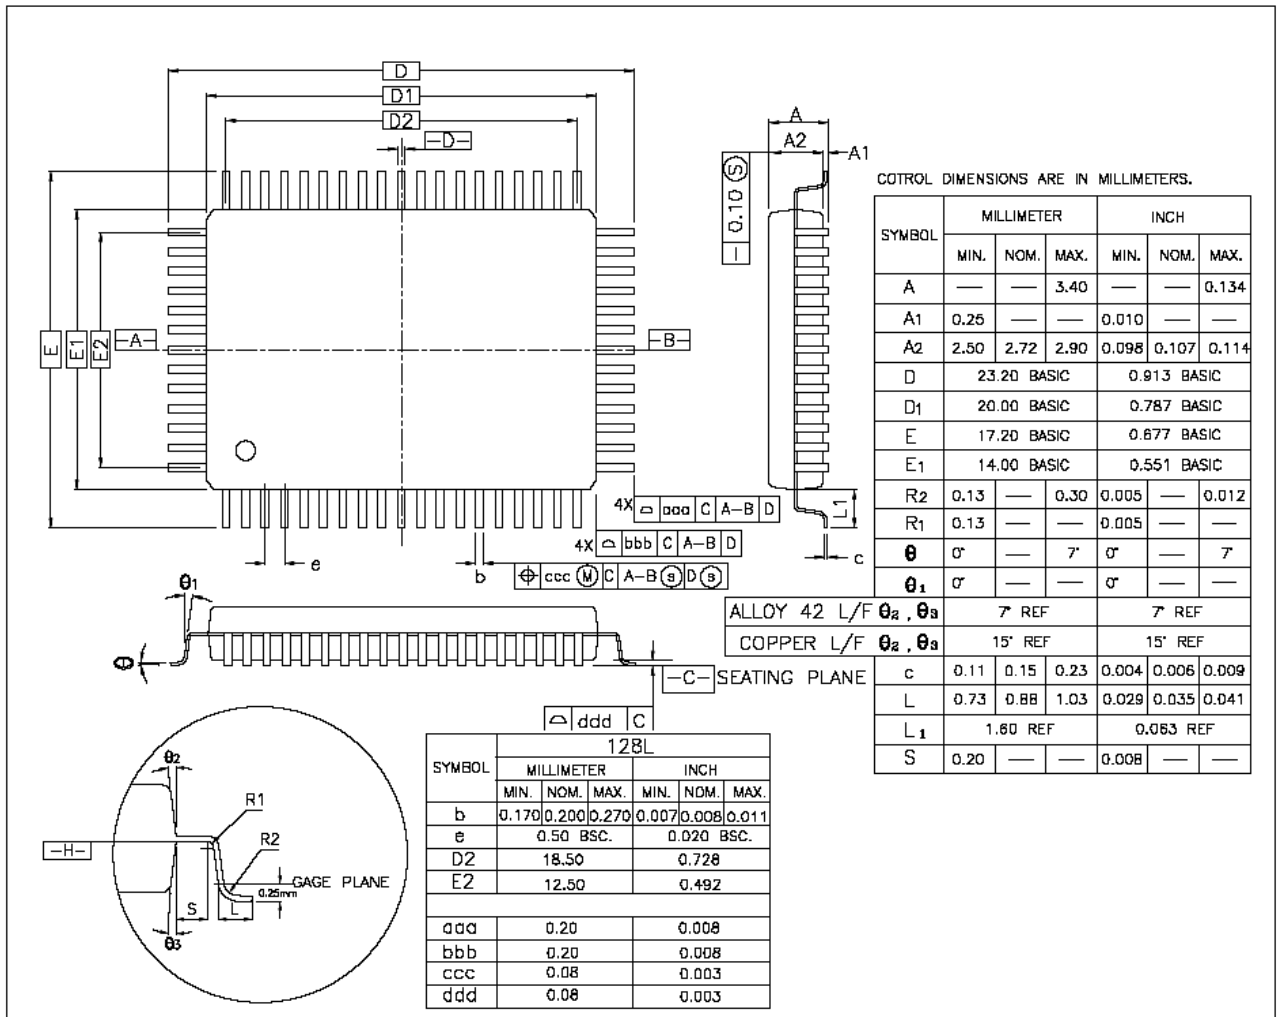 D
D1
D2
-D-
A
A2
A1
0.10 S
E
E1
E2
-A-
-B-
L1
4X aaa C A-B D
4X bbb C A-B D
e
b
ccc M C A-B S D S
c
θ1
θ
-C- SEATING PLANE
ddd C
COTROL DIMENSIONS ARE IN MILLIMETERS.
SYMBOL MILLIMETER INCH
MIN. NOM. MAX. MIN. NOM. MAX.
A — — 3.40 — — 0.134
A1 0.25 — — 0.010 — —
A2 2.50 2.72 2.90 0.098 0.107 0.114
D 23.20 BASIC 0.913 BASIC
D1 20.00 BASIC 0.787 BASIC
E 17.20 BASIC 0.677 BASIC
E1 14.00 BASIC 0.551 BASIC
R2 0.13 — 0.30 0.005 — 0.012
R1 0.13 — — 0.005 — —
θ 0° — 7° 0° — 7°
θ1 0° — — 0° — —
ALLOY 42 L/F θ2 , θ3 7° REF 7° REF
COPPER L/F θ2 , θ3 15° REF 15° REF
c 0.11 0.15 0.23 0.004 0.006 0.009
L 0.73 0.88 1.03 0.029 0.035 0.041
L1 1.60 REF 0.063 REF
S 0.20 — — 0.008 — —
128L
SYMBOL MILLIMETER INCH
MIN. NOM. MAX. MIN. NOM. MAX.
b 0.170 0.200 0.270 0.007 0.008 0.011
e 0.50 BSC. 0.020 BSC.
D2 18.50 0.728
E2 12.50 0.492
aaa 0.20 0.008
bbb 0.20 0.008
ccc 0.08 0.003
ddd 0.08 0.003
θ2
R1
R2
-H-
GAGE PLANE
0.25mm
S
L
θ3